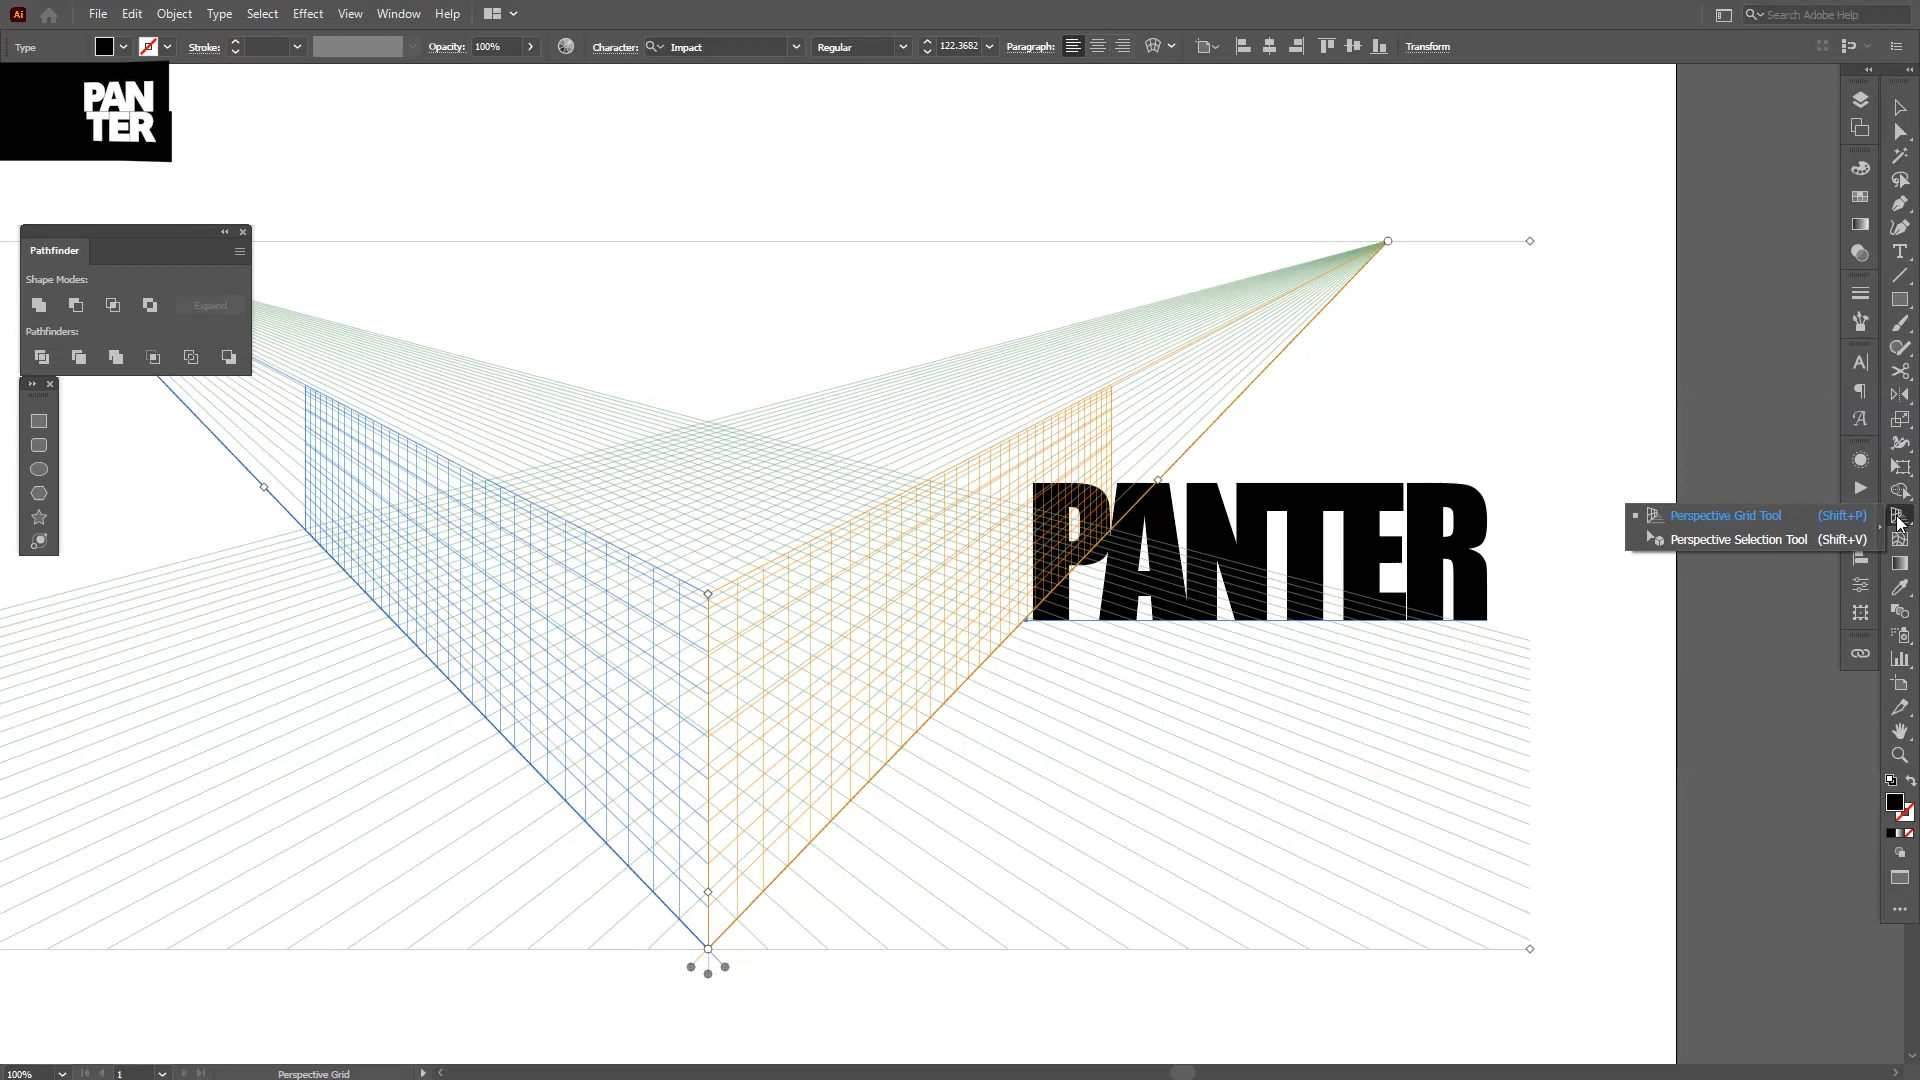 Ai File Edit Object Type Select Effect View Window Help Search Adobe Help
Type Stroke: Opacity: 100% Character: Impact Regular 122.3682 Paragraph: Transform
PAN
TER
Pathfinder
Shape Modes:
Expand
Pathfinders:
PANTER
Perspective Grid Tool (Shift+P)
Perspective Selection Tool (Shift+V)
100% 1 Perspective Grid